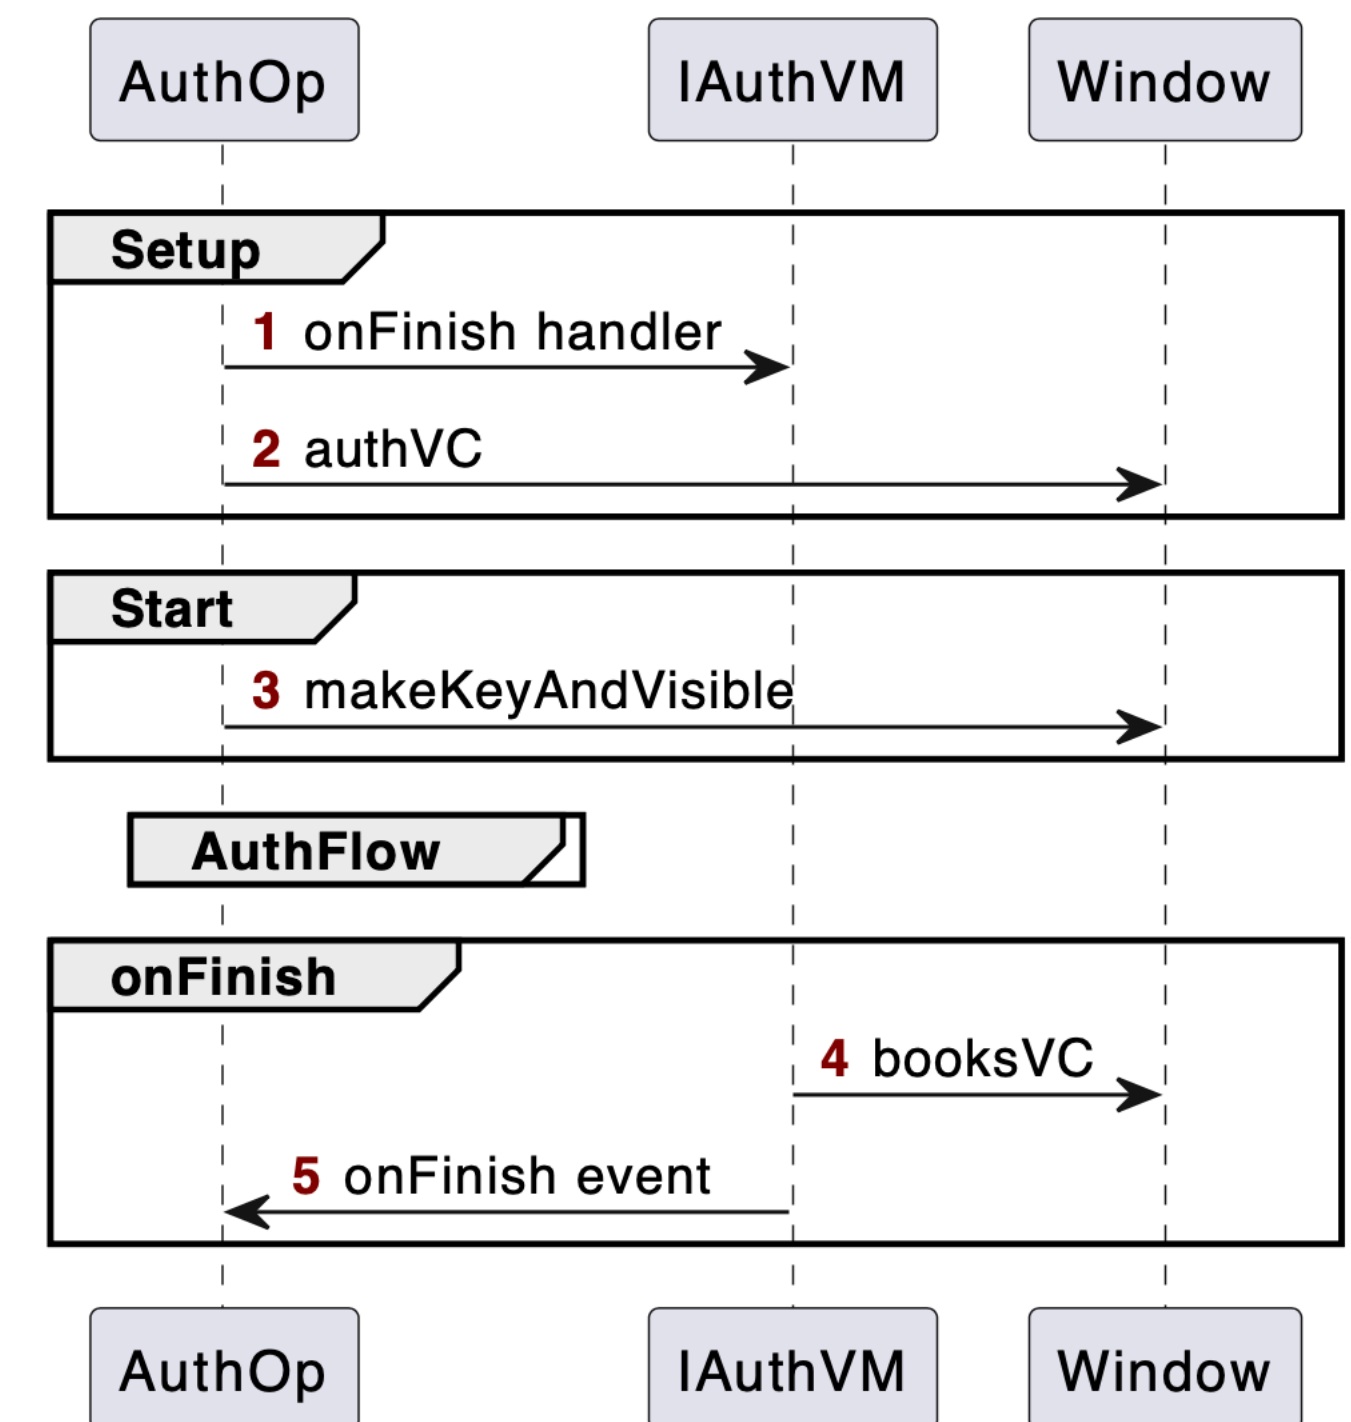 AuthOp
IAuthVM
Window
Setup
1 onFinish handler
2 authVC
Start
3 makeKeyAndVisible
AuthFlow
onFinish
4 booksVC
5 onFinish event
AuthOp
IAuthVM
Window